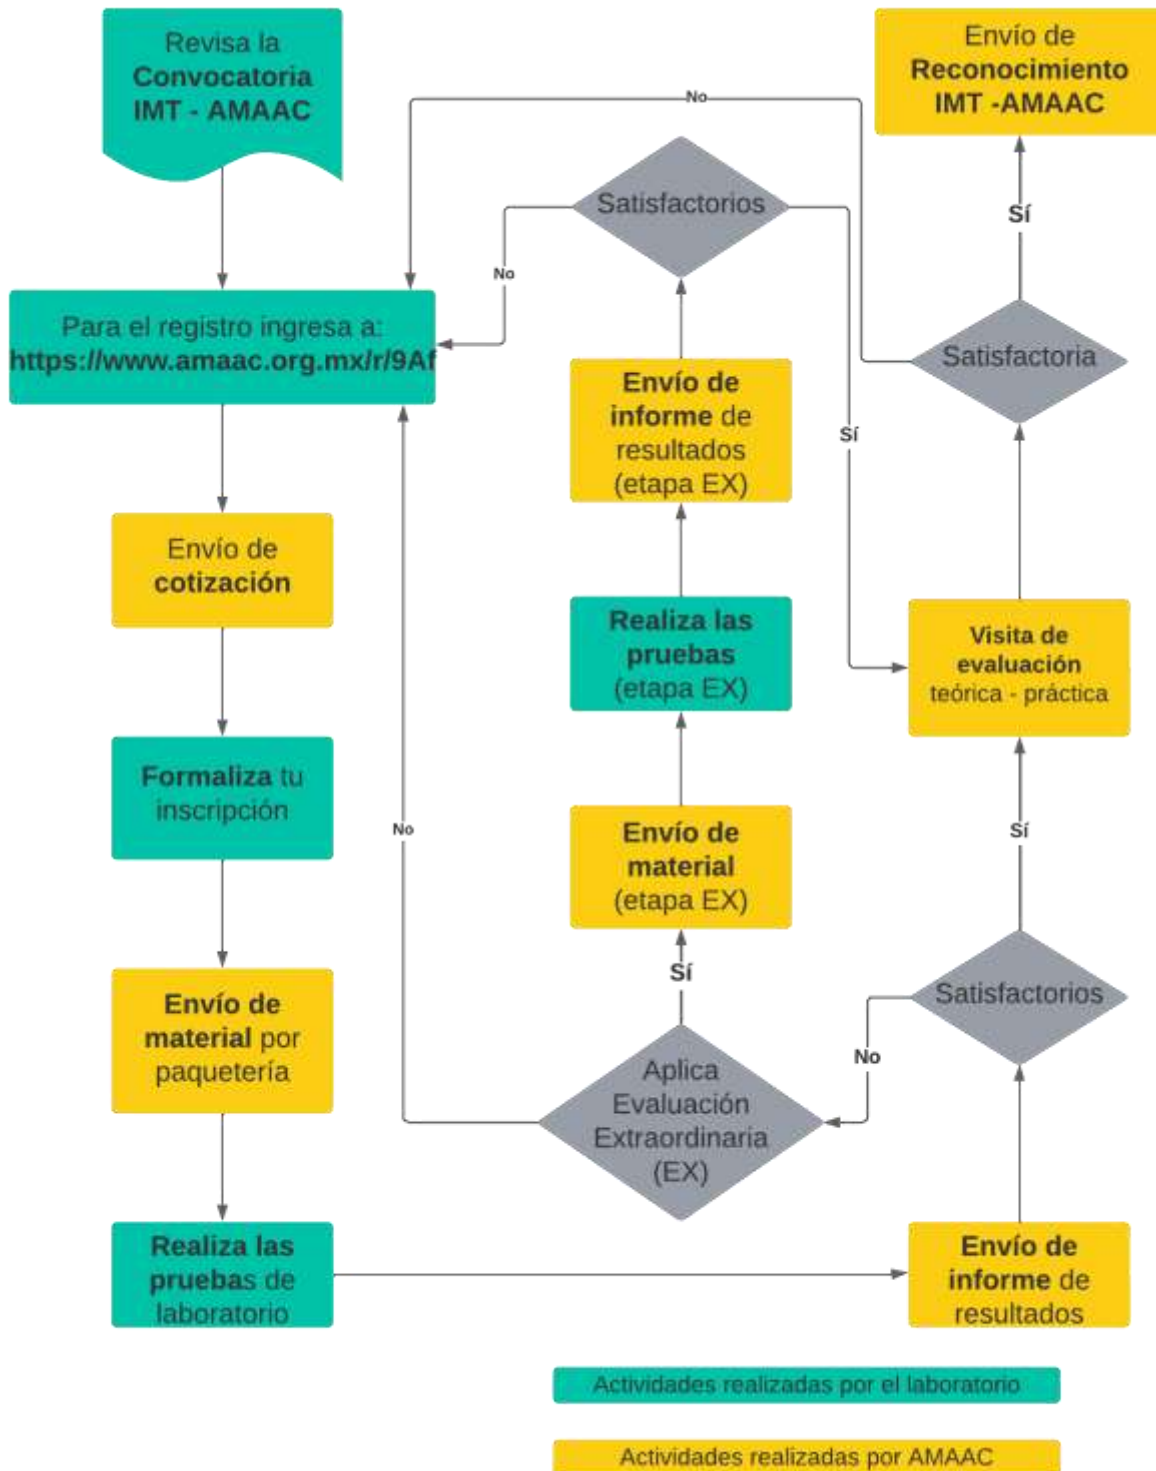 Revisa la
Convocatoria
IMT - AMAAC
Para el registro ingresa a:
https://www.amaac.org.mx/r/9Af
Envío de
cotización
Formaliza tu
inscripción
Envío de
material por
paquetería
Realiza las
pruebas de
laboratorio
Envío de
informe de
resultados
Satisfactorios
No
Sí
Aplica
Evaluación
Extraordinaria
(EX)
No
Sí
Envío de
material
(etapa EX)
Realiza las
pruebas
(etapa EX)
Envío de
informe de
resultados
(etapa EX)
Satisfactorios
No
Sí
Visita de
evaluación
teórica - práctica
Satisfactoria
No
Sí
Envío de
Reconocimiento
IMT -AMAAC
Actividades realizadas por el laboratorio
Actividades realizadas por AMAAC